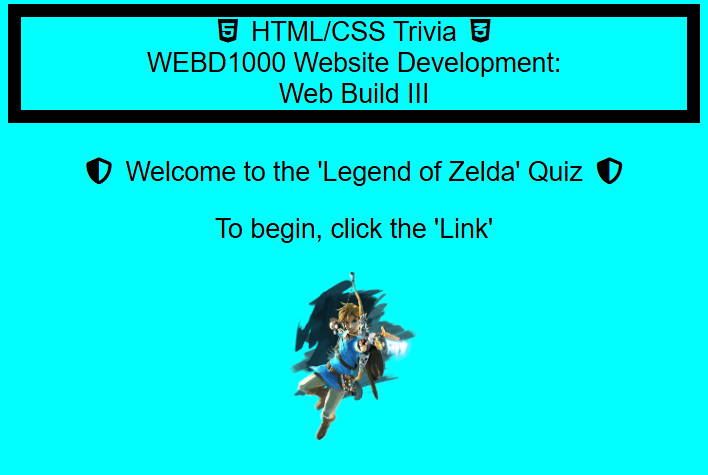 HTML/CSS Trivia
WEBD1000 Website Development:
Web Build III
Welcome to the 'Legend of Zelda' Quiz
To begin, click the 'Link'